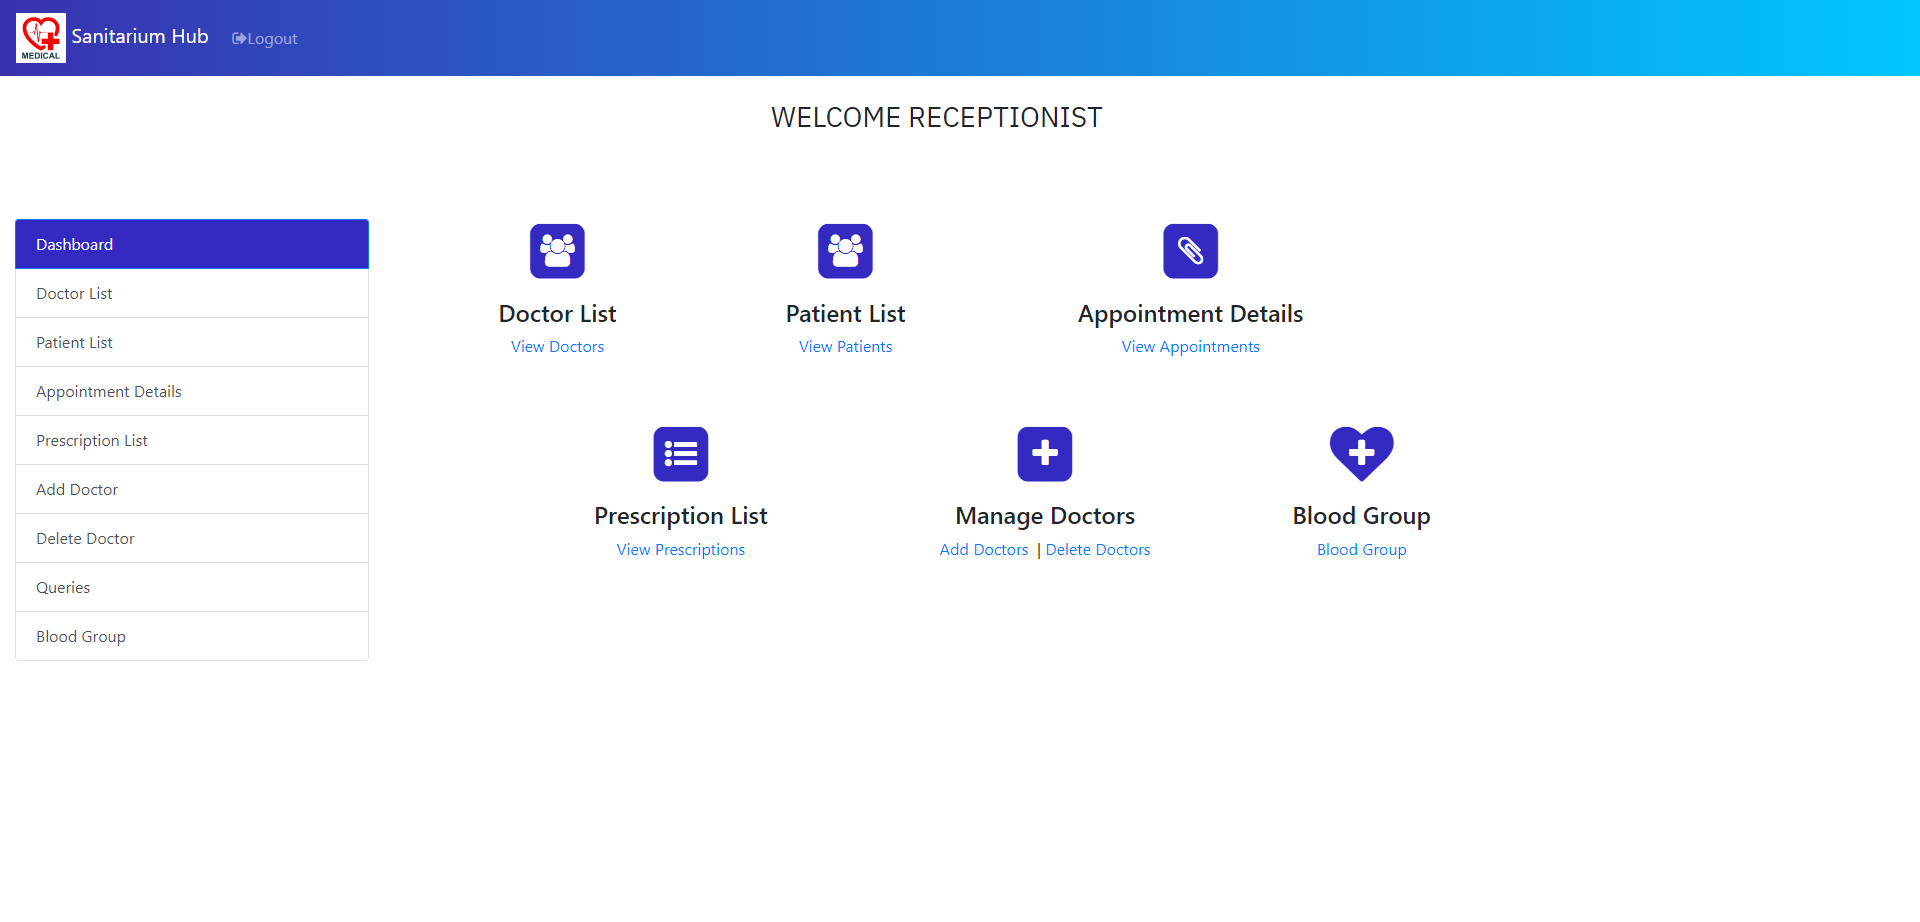 MEDICAL
Sanitarium Hub
Logout
WELCOME RECEPTIONIST
Dashboard
Doctor List
Patient List
Appointment Details
Prescription List
Add Doctor
Delete Doctor
Queries
Blood Group
Doctor List
View Doctors
Patient List
View Patients
Appointment Details
View Appointments
Prescription List
View Prescriptions
Manage Doctors
Add Doctors | Delete Doctors
Blood Group
Blood Group